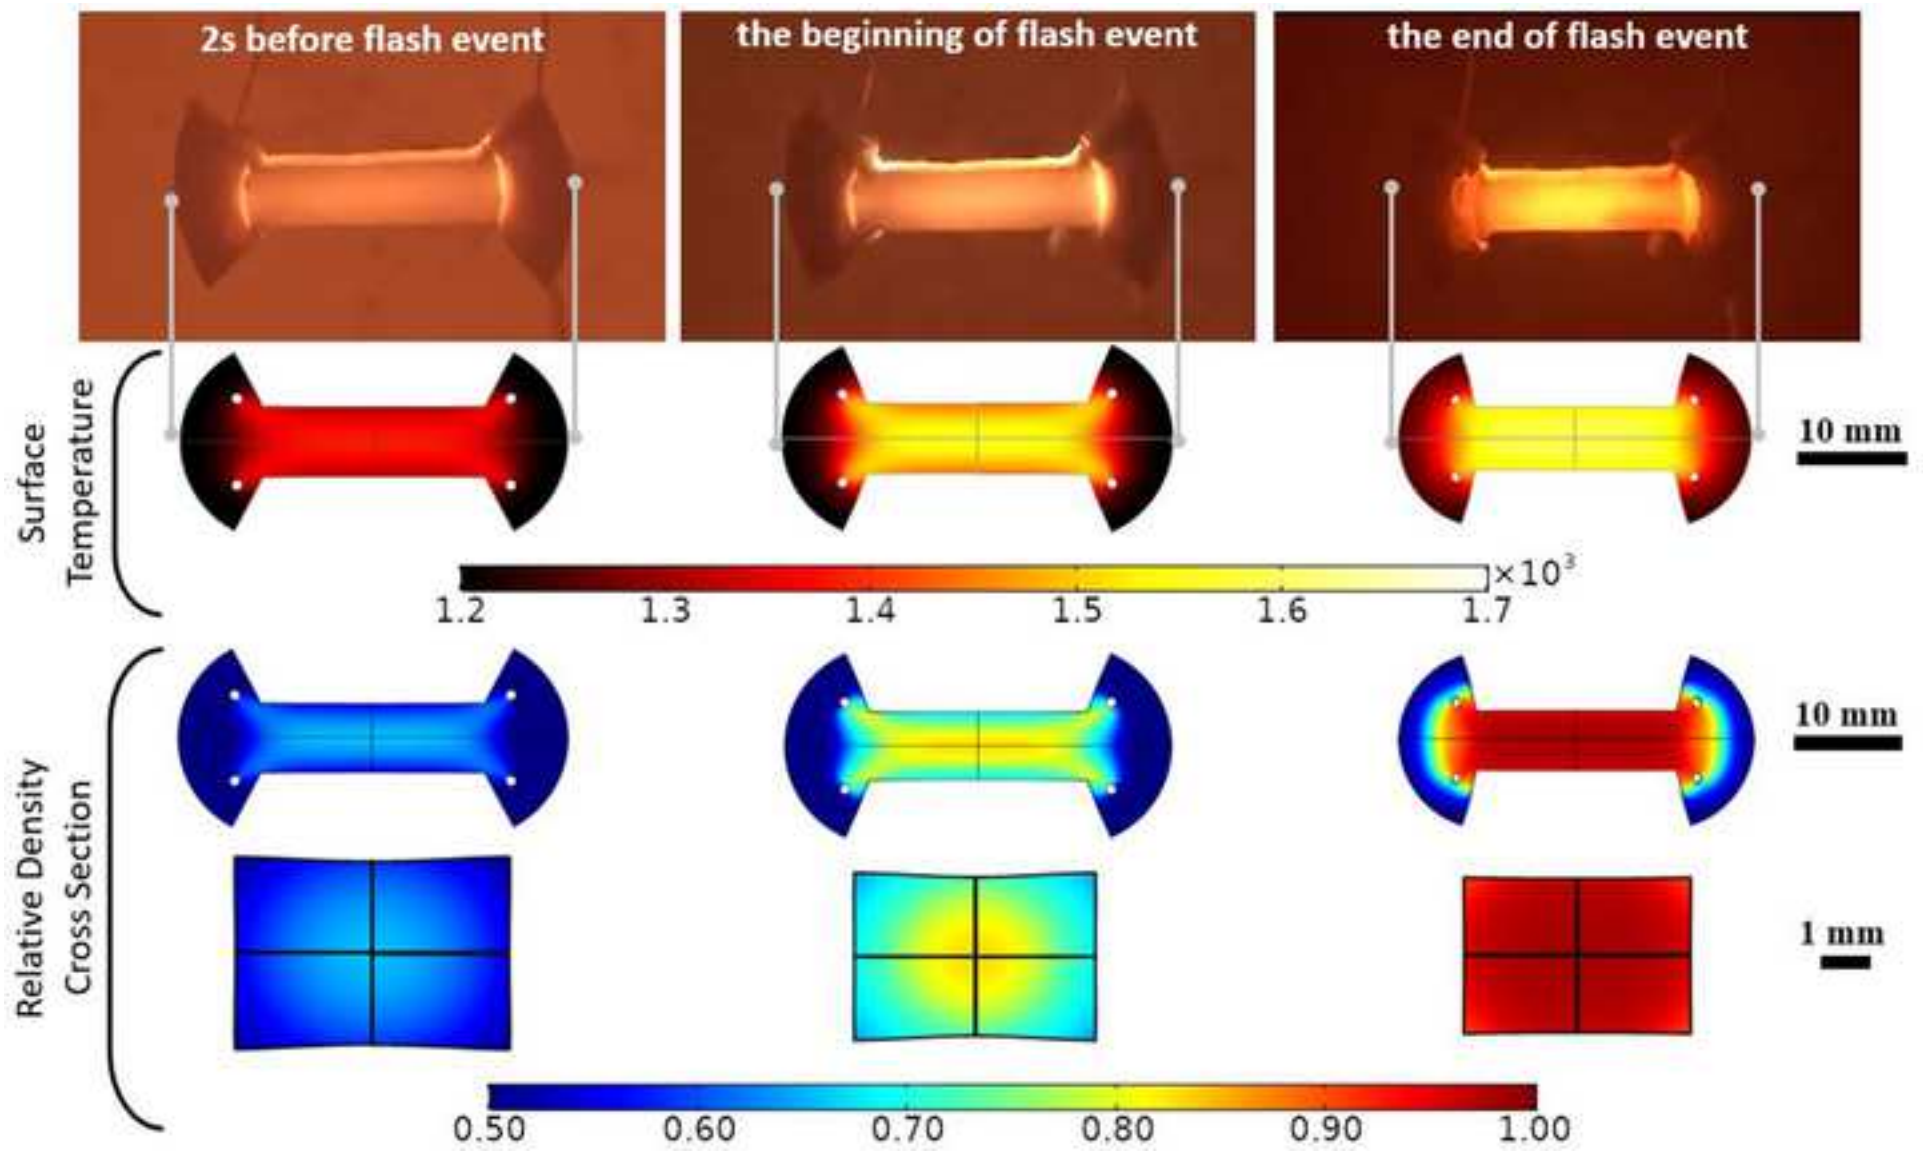 2s before flash event
the beginning of flash event
the end of flash event
Surface
Temperature
10 mm
×10³
1.2
1.3
1.4
1.5
1.6
1.7
Relative Density
Cross Section
10 mm
1 mm
0.50
0.60
0.70
0.80
0.90
1.00